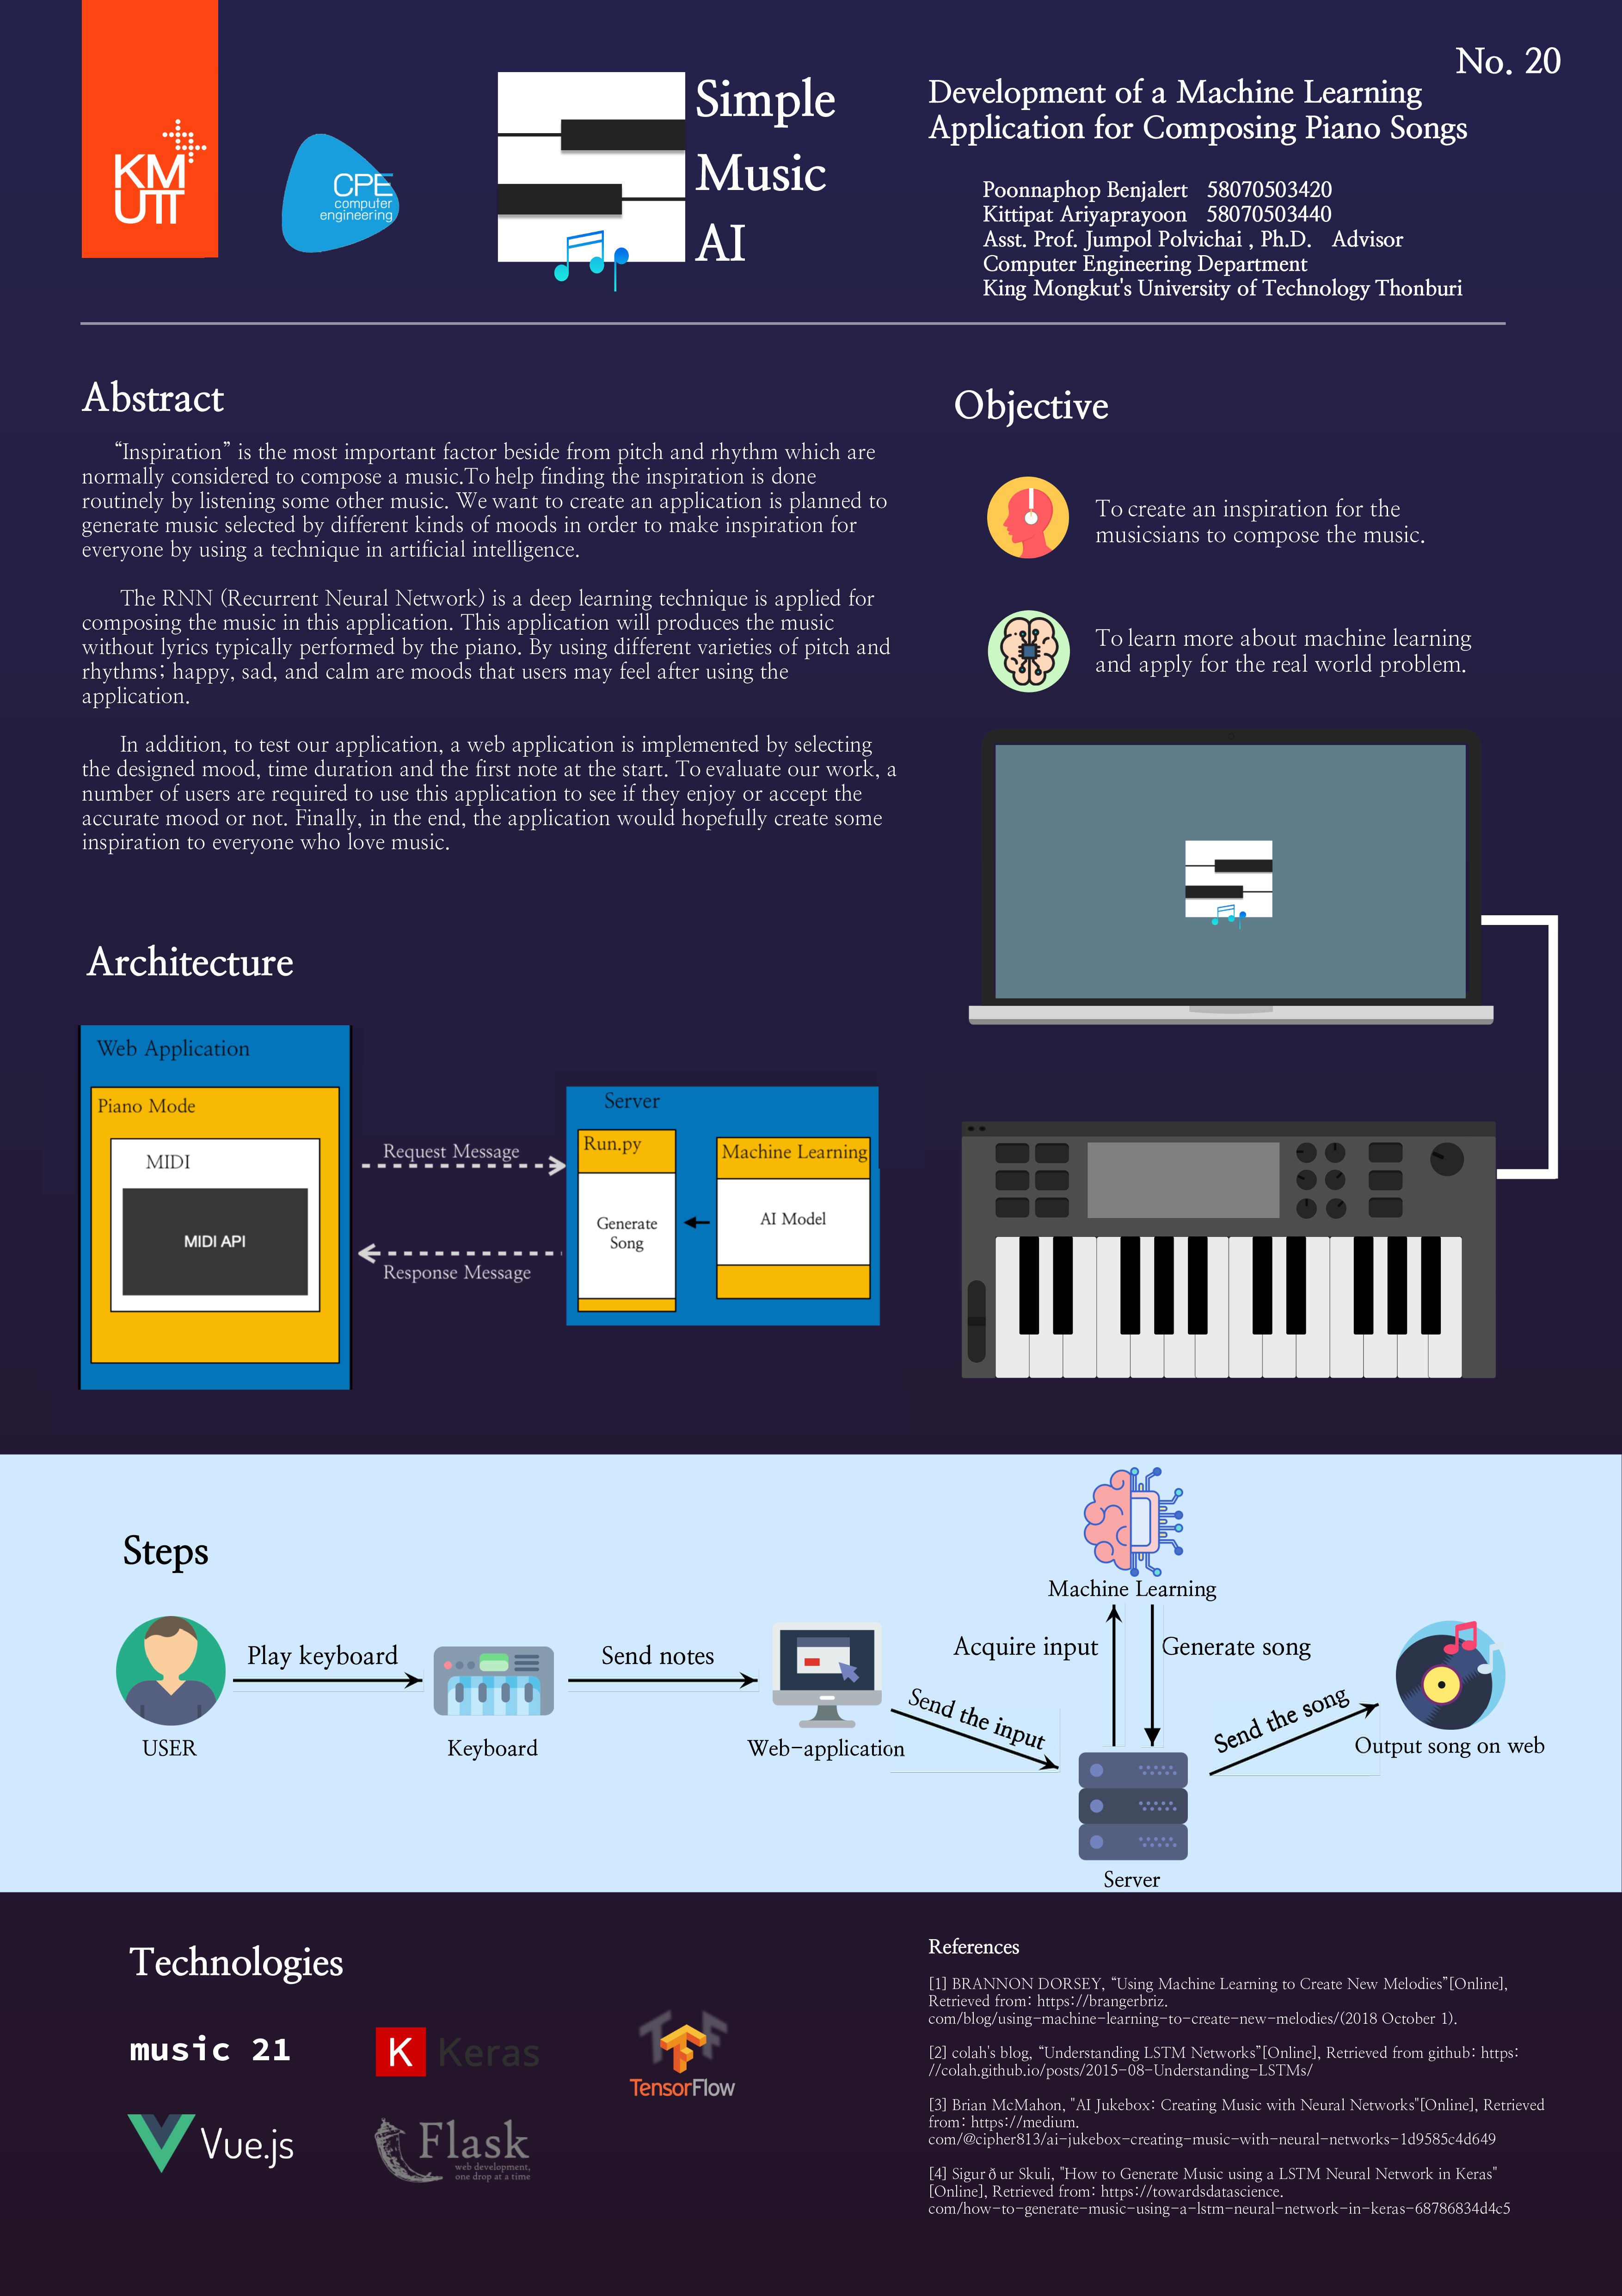 No. 20
KM
UTT
CPE
computer
engineering
Simple
Music
AI
Development of a Machine Learning
Application for Composing Piano Songs
Poonnaphop Benjalert 58070503420
Kittipat Ariyaprayoon 58070503440
Asst. Prof. Jumpol Polvichai , Ph.D. Advisor
Computer Engineering Department
King Mongkut's University of Technology Thonburi
Abstract
“Inspiration” is the most important factor beside from pitch and rhythm which are
normally considered to compose a music.To help finding the inspiration is done
routinely by listening some other music. We want to create an application is planned to
generate music selected by different kinds of moods in order to make inspiration for
everyone by using a technique in artificial intelligence.
The RNN (Recurrent Neural Network) is a deep learning technique is applied for
composing the music in this application. This application will produces the music
without lyrics typically performed by the piano. By using different varieties of pitch and
rhythms; happy, sad, and calm are moods that users may feel after using the
application.
In addition, to test our application, a web application is implemented by selecting
the designed mood, time duration and the first note at the start. To evaluate our work, a
number of users are required to use this application to see if they enjoy or accept the
accurate mood or not. Finally, in the end, the application would hopefully create some
inspiration to everyone who love music.
Objective
To create an inspiration for the
musicsians to compose the music.
To learn more about machine learning
and apply for the real world problem.
Architecture
Web Application
Piano Mode
MIDI
MIDI API
Request Message
Response Message
Server
Run.py
Generate
Song
Machine Learning
AI Model
Steps
USER
Play keyboard
Keyboard
Send notes
Web-application
Send the input
Machine Learning
Acquire input
Generate song
Server
Send the song
Output song on web
Technologies
music 21
K Keras
TensorFlow
Vue.js
Flask
web development,
one drop at a time
References
[1] BRANNON DORSEY, “Using Machine Learning to Create New Melodies”[Online],
Retrieved from: https://brangerbriz.
com/blog/using-machine-learning-to-create-new-melodies/(2018 October 1).
[2] colah's blog, “Understanding LSTM Networks”[Online], Retrieved from github: https:
//colah.github.io/posts/2015-08-Understanding-LSTMs/
[3] Brian McMahon, "AI Jukebox: Creating Music with Neural Networks"[Online], Retrieved
from: https://medium.
com/@cipher813/ai-jukebox-creating-music-with-neural-networks-1d9585c4d649
[4] Sigur ð ur Skuli, "How to Generate Music using a LSTM Neural Network in Keras"
[Online], Retrieved from: https://towardsdatascience.
com/how-to-generate-music-using-a-lstm-neural-network-in-keras-68786834d4c5